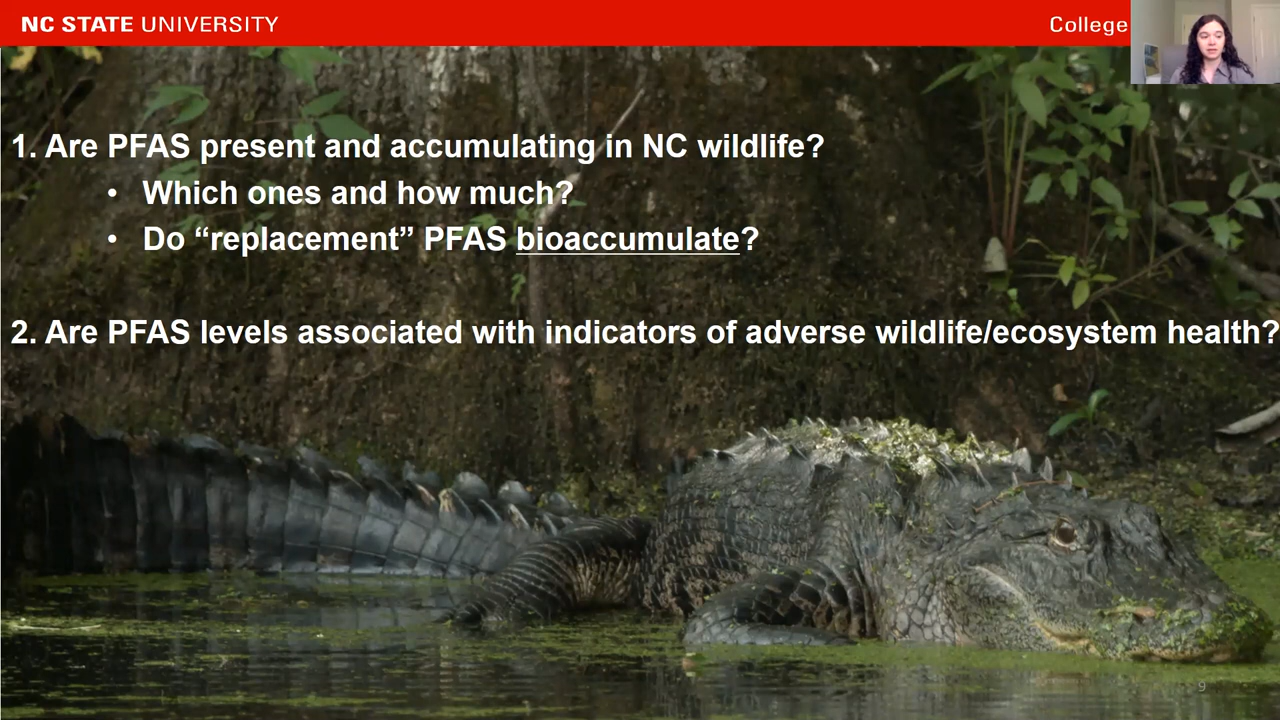 NC STATE UNIVERSITY
College
1. Are PFAS present and accumulating in NC wildlife?
• Which ones and how much?
• Do “replacement” PFAS bioaccumulate?
2. Are PFAS levels associated with indicators of adverse wildlife/ecosystem health?
9